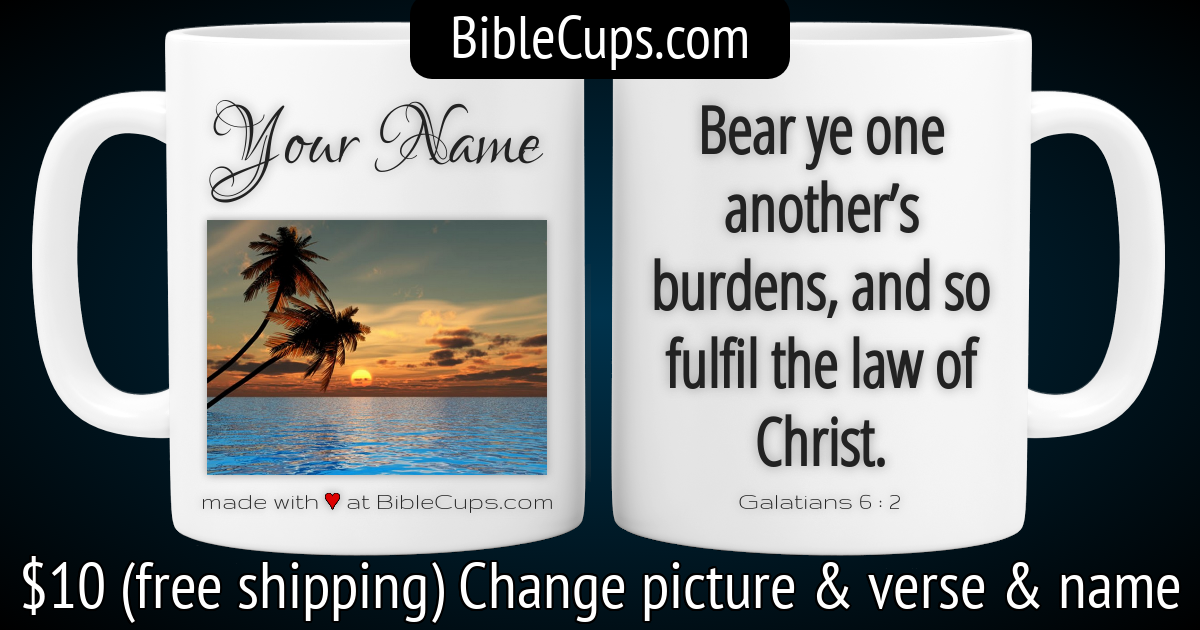 BibleCups.com
Your Name
made with ♥ at BibleCups.com
Bear ye one
another’s
burdens, and so
fulfil the law of
Christ.
Galatians 6 : 2
$10 (free shipping) Change picture & verse & name